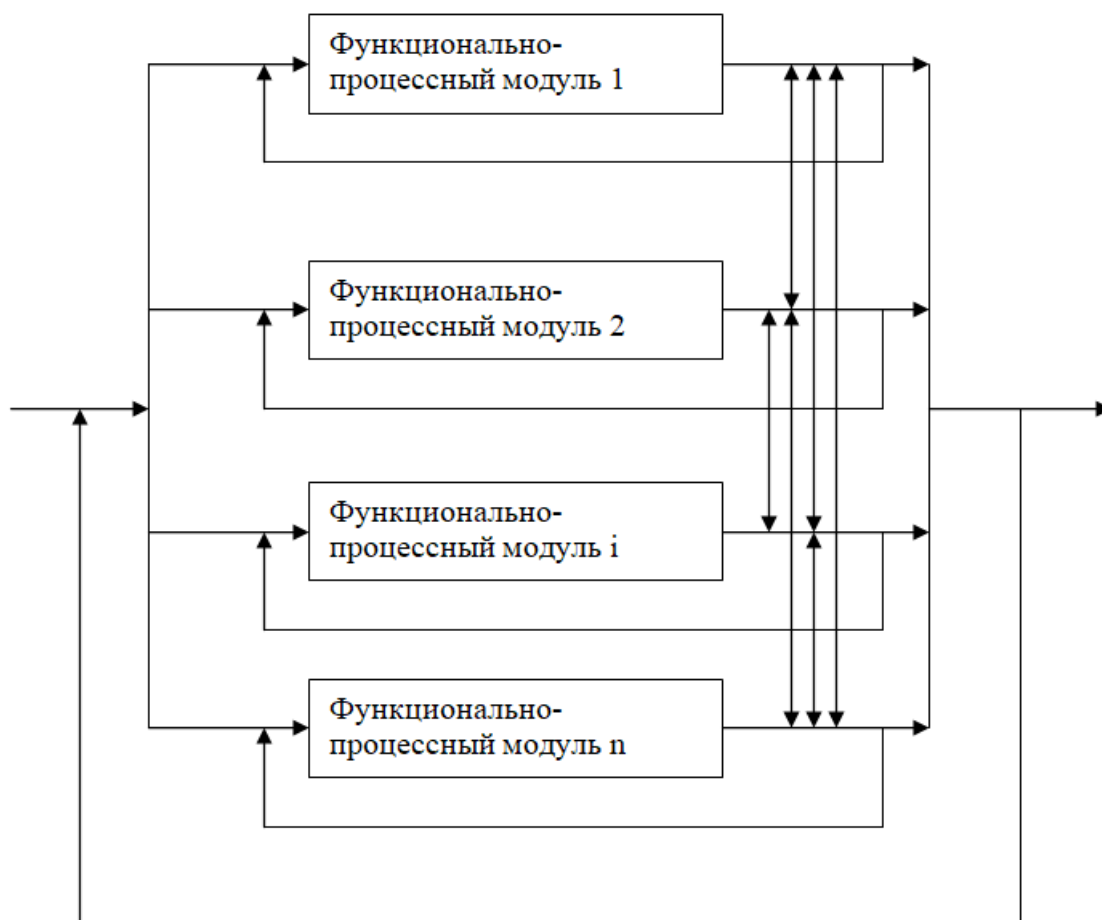 Функционально-
процессный модуль 1
Функционально-
процессный модуль 2
Функционально-
процессный модуль i
Функционально-
процессный модуль n